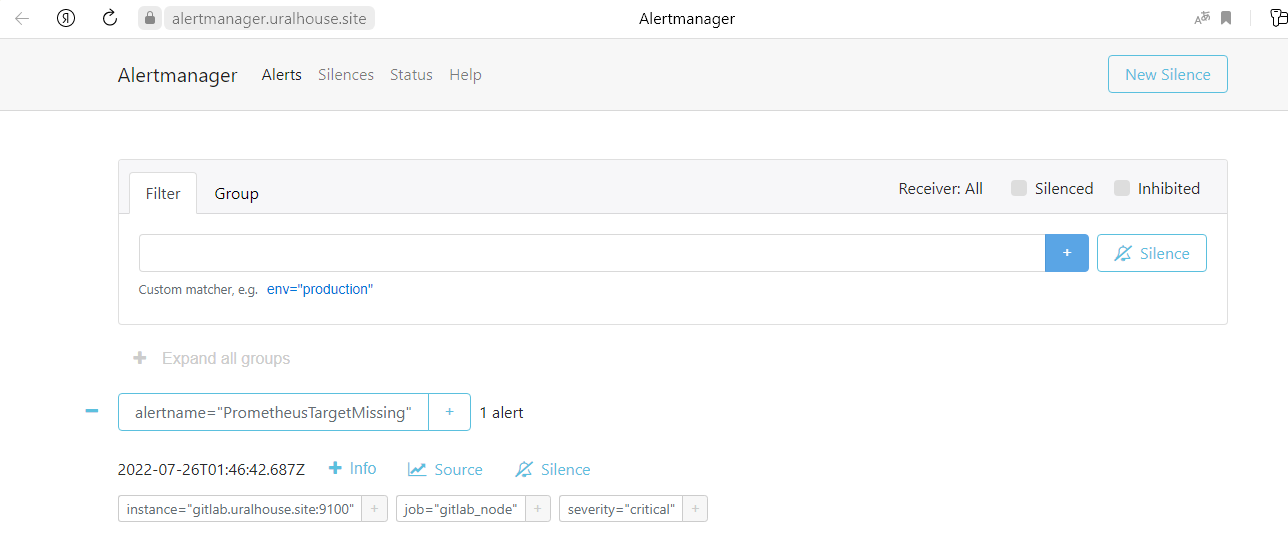 Я alertmanager.uralhouse.site Alertmanager
Alertmanager Alerts Silences Status Help New Silence
Filter Group Receiver: All Silenced Inhibited
+ Silence
Custom matcher, e.g. env="production"
+ Expand all groups
− alertname="PrometheusTargetMissing" + 1 alert
2022-07-26T01:46:42.687Z + Info Source Silence
instance="gitlab.uralhouse.site:9100" + job="gitlab_node" + severity="critical" +